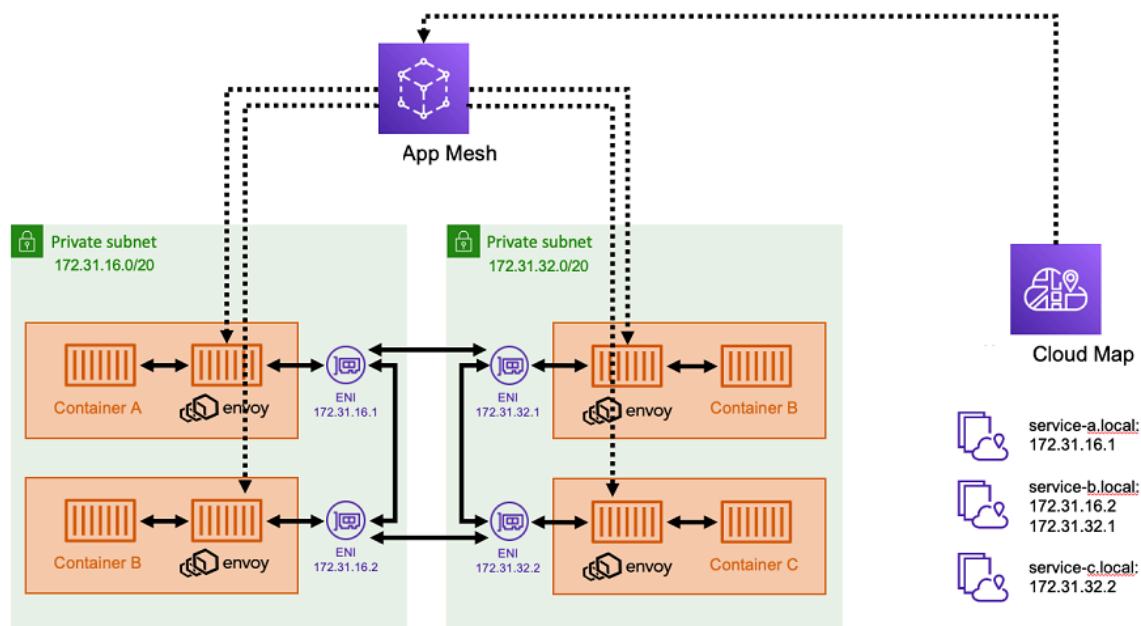 App Mesh
Private subnet
172.31.16.0/20
Private subnet
172.31.32.0/20
Cloud Map
Container A
envoy
ENI
172.31.16.1
ENI
172.31.32.1
envoy
Container B
Container B
envoy
ENI
172.31.16.2
ENI
172.31.32.2
envoy
Container C
service-a.local:
172.31.16.1
service-b.local:
172.31.16.2
172.31.32.1
service-c.local:
172.31.32.2